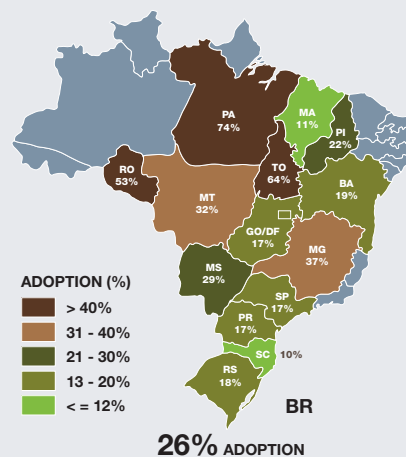 PA
74%
MA
11%
PI
22%
RO
53%
TO
64%
MT
32%
BA
19%
GO/DF
17%
MG
37%
MS
29%
SP
17%
PR
17%
SC
10%
RS
18%
ADOPTION (%)
> 40%
31 - 40%
21 - 30%
13 - 20%
< = 12%
BR
26% ADOPTION